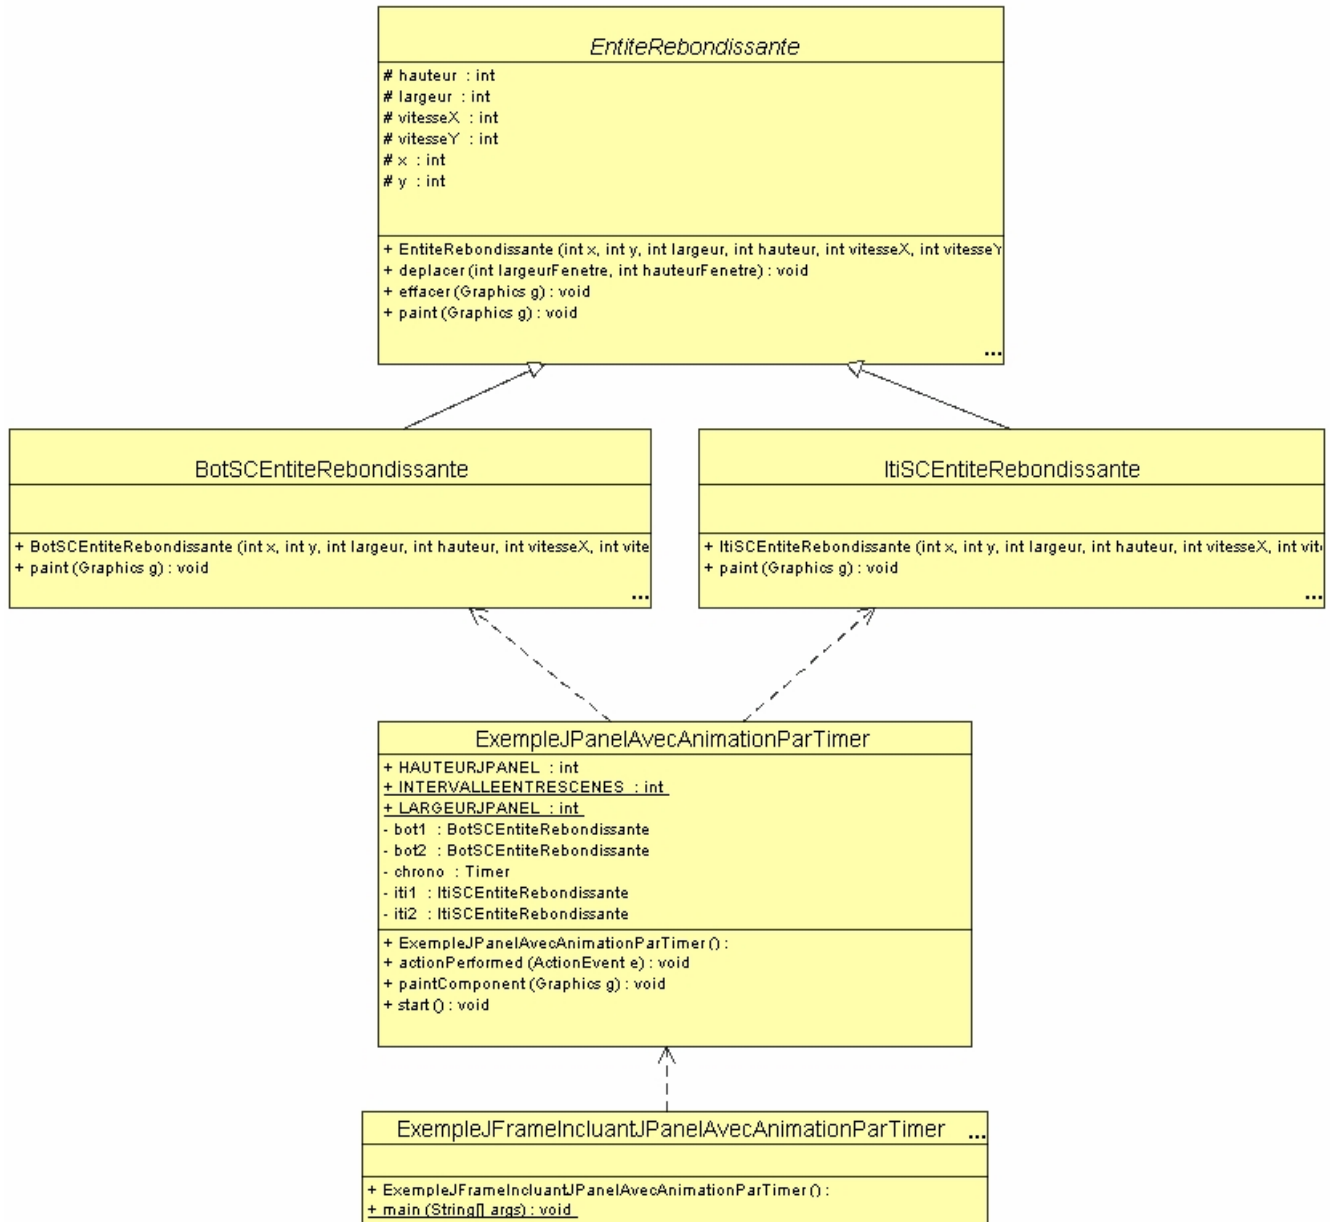 EntiteRebondissante
# hauteur : int
# largeur : int
# vitesseX : int
# vitesseY : int
# x : int
# y : int
+ EntiteRebondissante (int x, int y, int largeur, int hauteur, int vitesseX, int vitesseY
+ deplacer (int largeurFenetre, int hauteurFenetre) : void
+ effacer (Graphics g) : void
+ paint (Graphics g) : void
...
BotSCEntiteRebondissante
+ BotSCEntiteRebondissante (int x, int y, int largeur, int hauteur, int vitesseX, int vite
+ paint (Graphics g) : void
...
ItiSCEntiteRebondissante
+ ItiSCEntiteRebondissante (int x, int y, int largeur, int hauteur, int vitesseX, int vit
+ paint (Graphics g) : void
...
ExempleJPanelAvecAnimationParTimer
+ HAUTEURJPANEL : int
+ INTERVALLEENTRESCENES : int
+ LARGEURJPANEL : int
- bot1 : BotSCEntiteRebondissante
- bot2 : BotSCEntiteRebondissante
- chrono : Timer
- iti1 : ItiSCEntiteRebondissante
- iti2 : ItiSCEntiteRebondissante
+ ExempleJPanelAvecAnimationParTimer () :
+ actionPerformed (ActionEvent e) : void
+ paintComponent (Graphics g) : void
+ start () : void
ExempleJFrameIncluantJPanelAvecAnimationParTimer ...
+ ExempleJFrameIncluantJPanelAvecAnimationParTimer () :
+ main (String[] args) : void